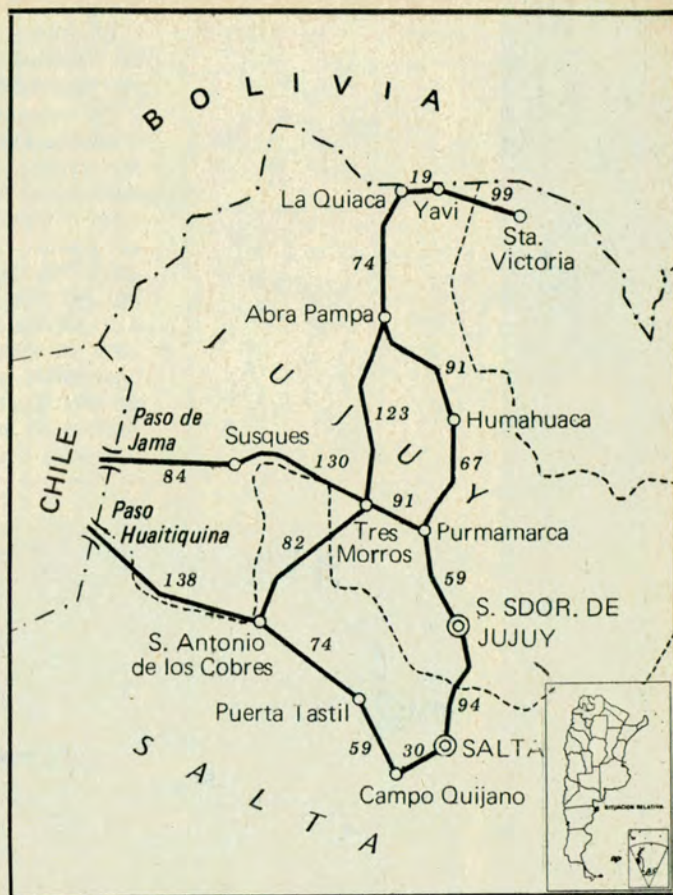 BOLIVIA
19
99
La Quiaca
Yavi
Sta.
Victoria
74
Abra Pampa
JUJUY
91
123
Humahuaca
Paso de
Jama
Susques
CHILE
84
130
67
91
Paso
Huaitiquina
Tres
Morros
Purmamarca
82
59
138
S. SDOR. DE
JUJUY
S. Antonio
de los Cobres
74
94
Puerta Tastil
SALTA
59
30
SALTA
Campo Quijano
SITUACION RELATIVA